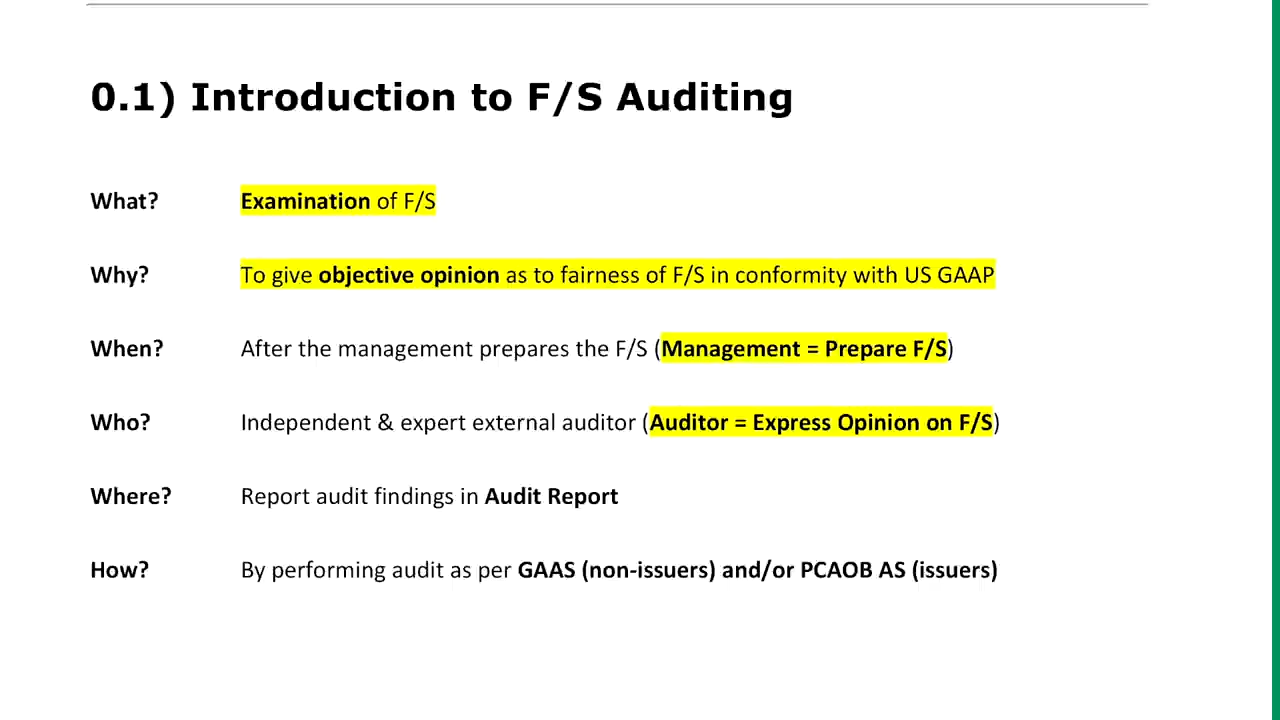 0.1) Introduction to F/S Auditing
What? Examination of F/S
Why? To give objective opinion as to fairness of F/S in conformity with US GAAP
When? After the management prepares the F/S (Management = Prepare F/S)
Who? Independent & expert external auditor (Auditor = Express Opinion on F/S)
Where? Report audit findings in Audit Report
How? By performing audit as per GAAS (non-issuers) and/or PCAOB AS (issuers)